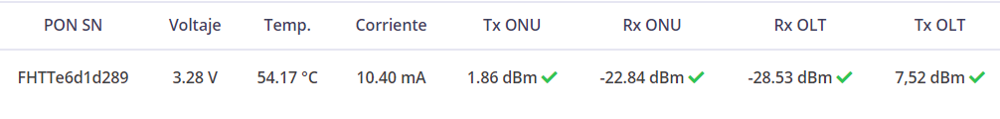 PON SN Voltaje Temp. Corriente Tx ONU Rx ONU Rx OLT Tx OLT
FHTTe6d1d289 3.28 V 54.17 °C 10.40 mA 1.86 dBm -22.84 dBm -28.53 dBm 7,52 dBm